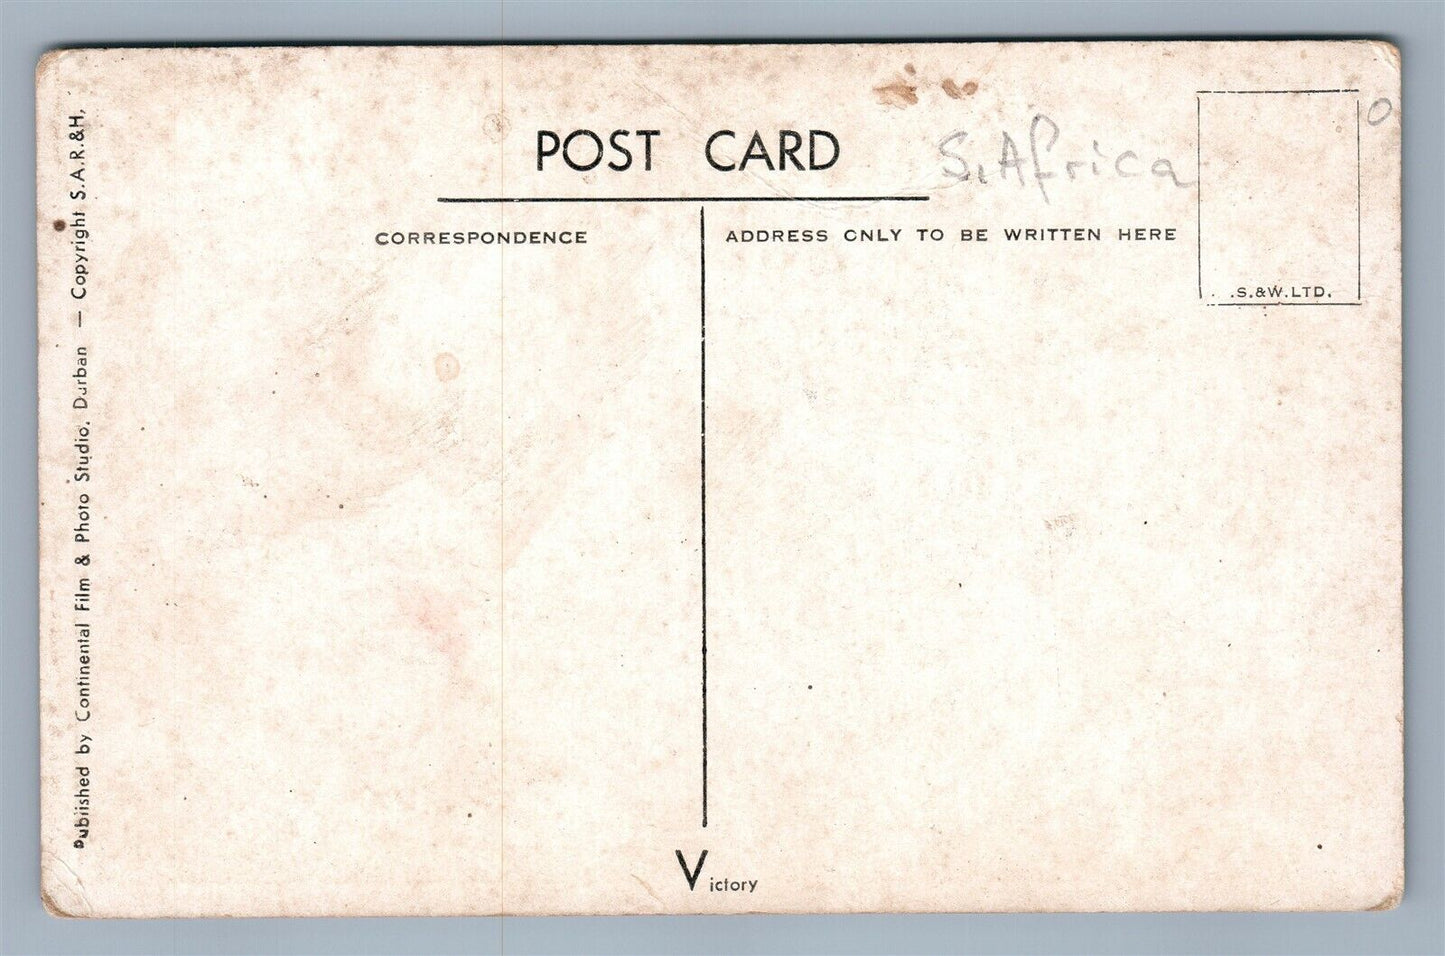 POST CARD
S. Africa
O
CORRESPONDENCE
ADDRESS ONLY TO BE WRITTEN HERE
.S.&W.LTD.
Published by Continental Film & Photo Studio, Durban — Copyright S.A.R.&H.
Victory